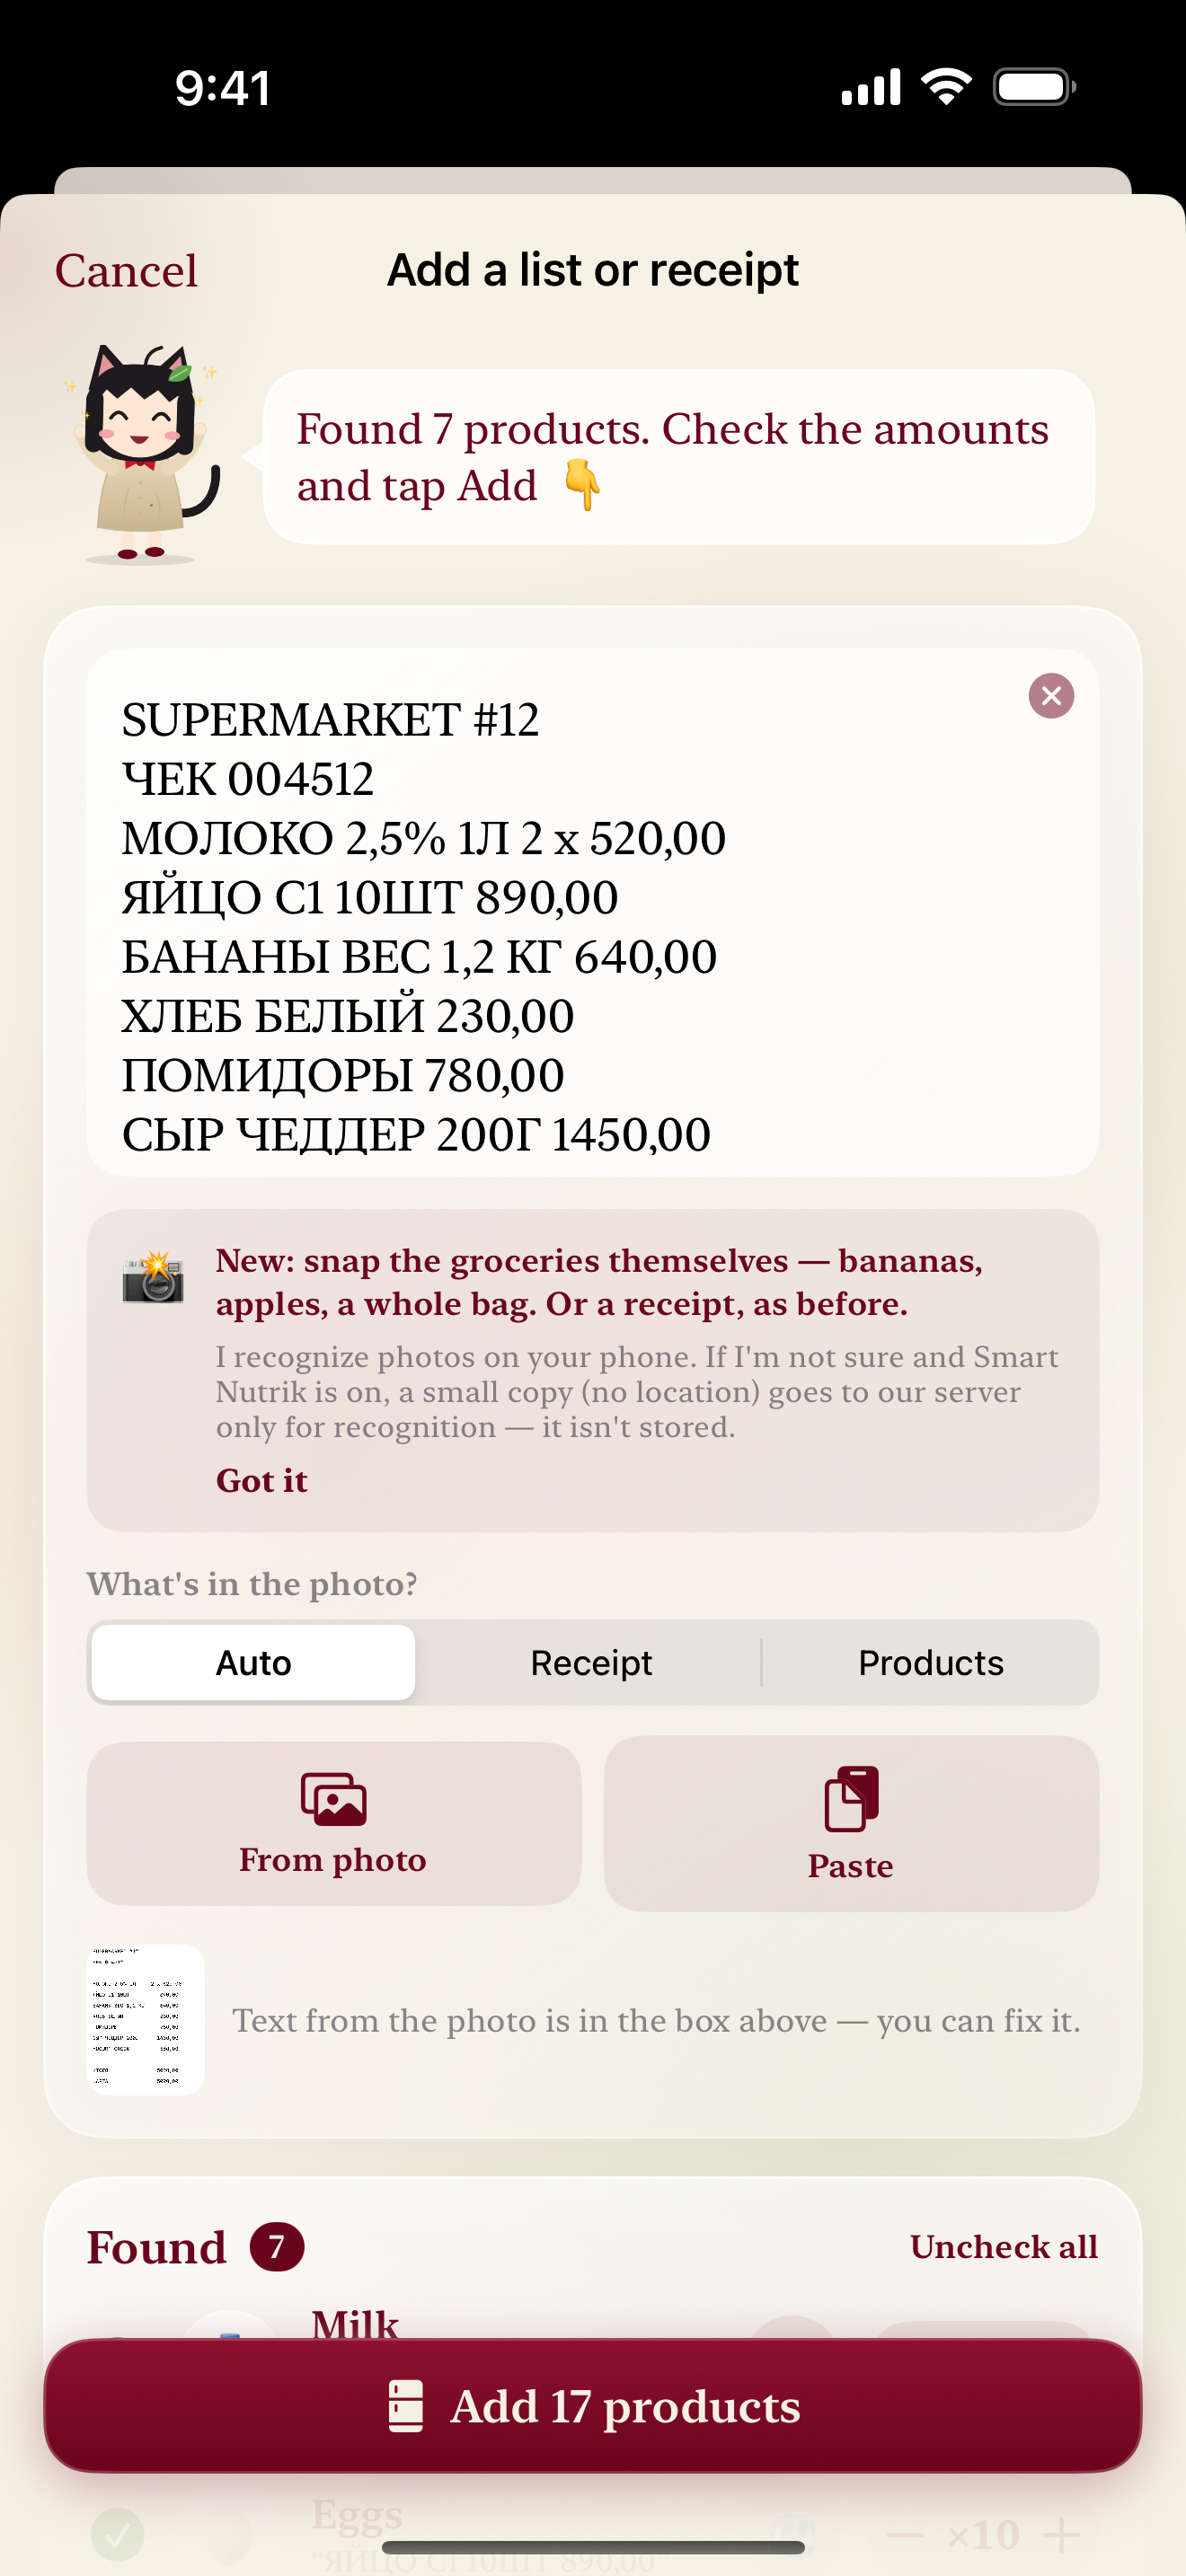 9:41
Cancel
Add a list or receipt
Found 7 products. Check the amounts
and tap Add 👇
SUPERMARKET #12
ЧЕК 004512
МОЛОКО 2,5% 1Л 2 x 520,00
ЯЙЦО С1 10ШТ 890,00
БАНАНЫ ВЕС 1,2 КГ 640,00
ХЛЕБ БЕЛЫЙ 230,00
ПОМИДОРЫ 780,00
СЫР ЧЕДДЕР 200Г 1450,00
New: snap the groceries themselves — bananas,
apples, a whole bag. Or a receipt, as before.
I recognize photos on your phone. If I'm not sure and Smart
Nutrik is on, a small copy (no location) goes to our server
only for recognition — it isn't stored.
Got it
What's in the photo?
Auto
Receipt
Products
From photo
Paste
Text from the photo is in the box above — you can fix it.
Found 7
Uncheck all
Milk
Add 17 products
Eggs
×10
"ЯЙЦО С1 10ШТ 890,00"